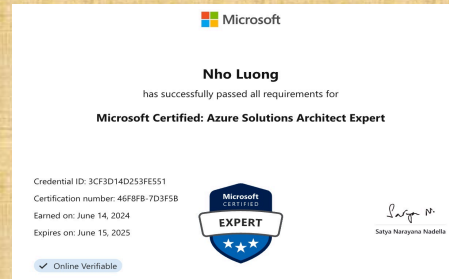 Microsoft
Nho Luong
has successfully passed all requirements for
Microsoft Certified: Azure Solutions Architect Expert
Credential ID: 3CF3D14D253FE551
Certification number: 46F8FB-7D3F5B
Earned on: June 14, 2024
Expires on: June 15, 2025
Online Verifiable
Microsoft
CERTIFIED
EXPERT
Satya N.
Satya Narayana Nadella